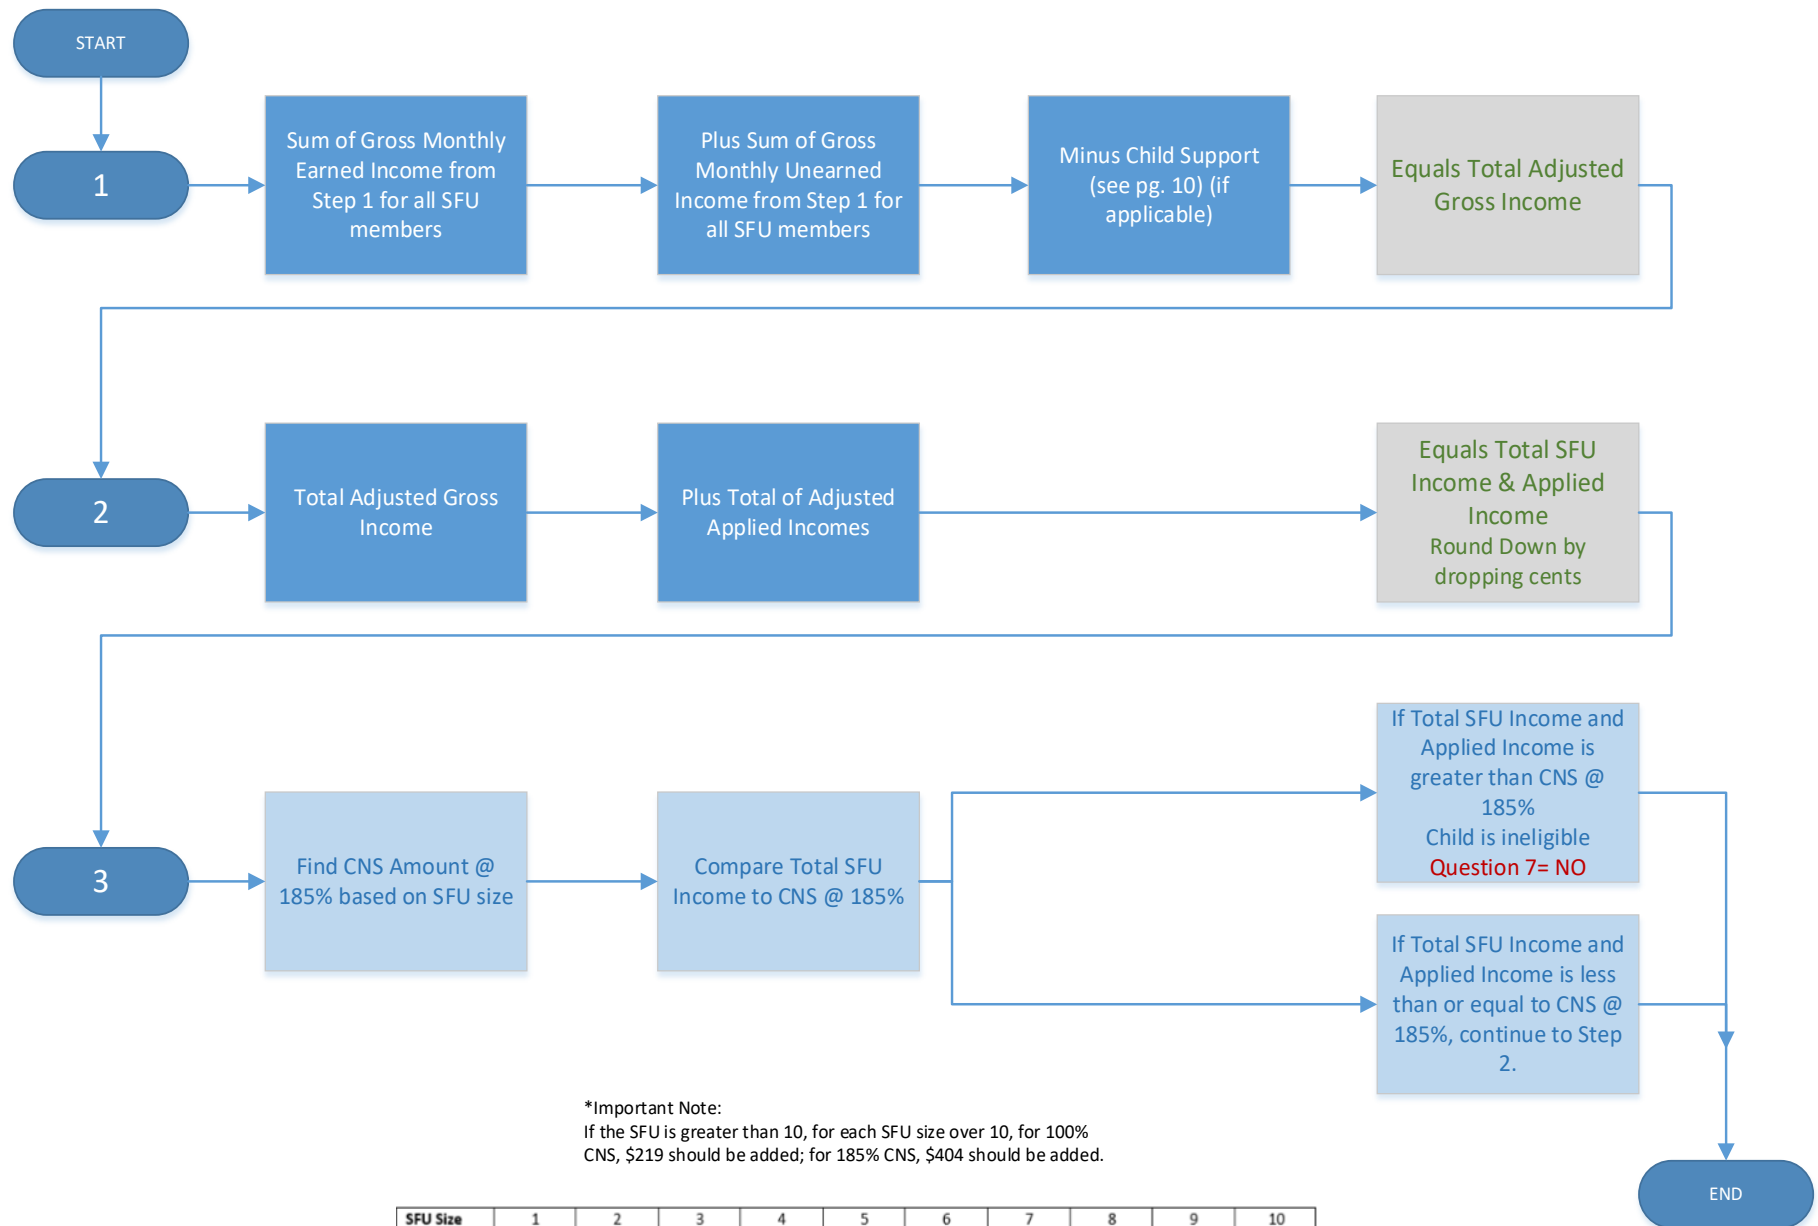 START
1
Sum of Gross Monthly
Earned Income from
Step 1 for all SFU
members
Plus Sum of Gross
Monthly Unearned
Income from Step 1 for
all SFU members
Minus Child Support
(see pg. 10) (if
applicable)
Equals Total Adjusted
Gross Income
2
Total Adjusted Gross
Income
Plus Total of Adjusted
Applied Incomes
Equals Total SFU
Income & Applied
Income
Round Down by
dropping cents
3
Find CNS Amount @
185% based on SFU size
Compare Total SFU
Income to CNS @ 185%
If Total SFU Income and
Applied Income is
greater than CNS @
185%
Child is ineligible
Question 7= NO
If Total SFU Income and
Applied Income is less
than or equal to CNS @
185%, continue to Step
2.
*Important Note:
If the SFU is greater than 10, for each SFU size over 10, for 100%
CNS, $219 should be added; for 185% CNS, $404 should be added.
END
SFU Size 1 2 3 4 5 6 7 8 9 10